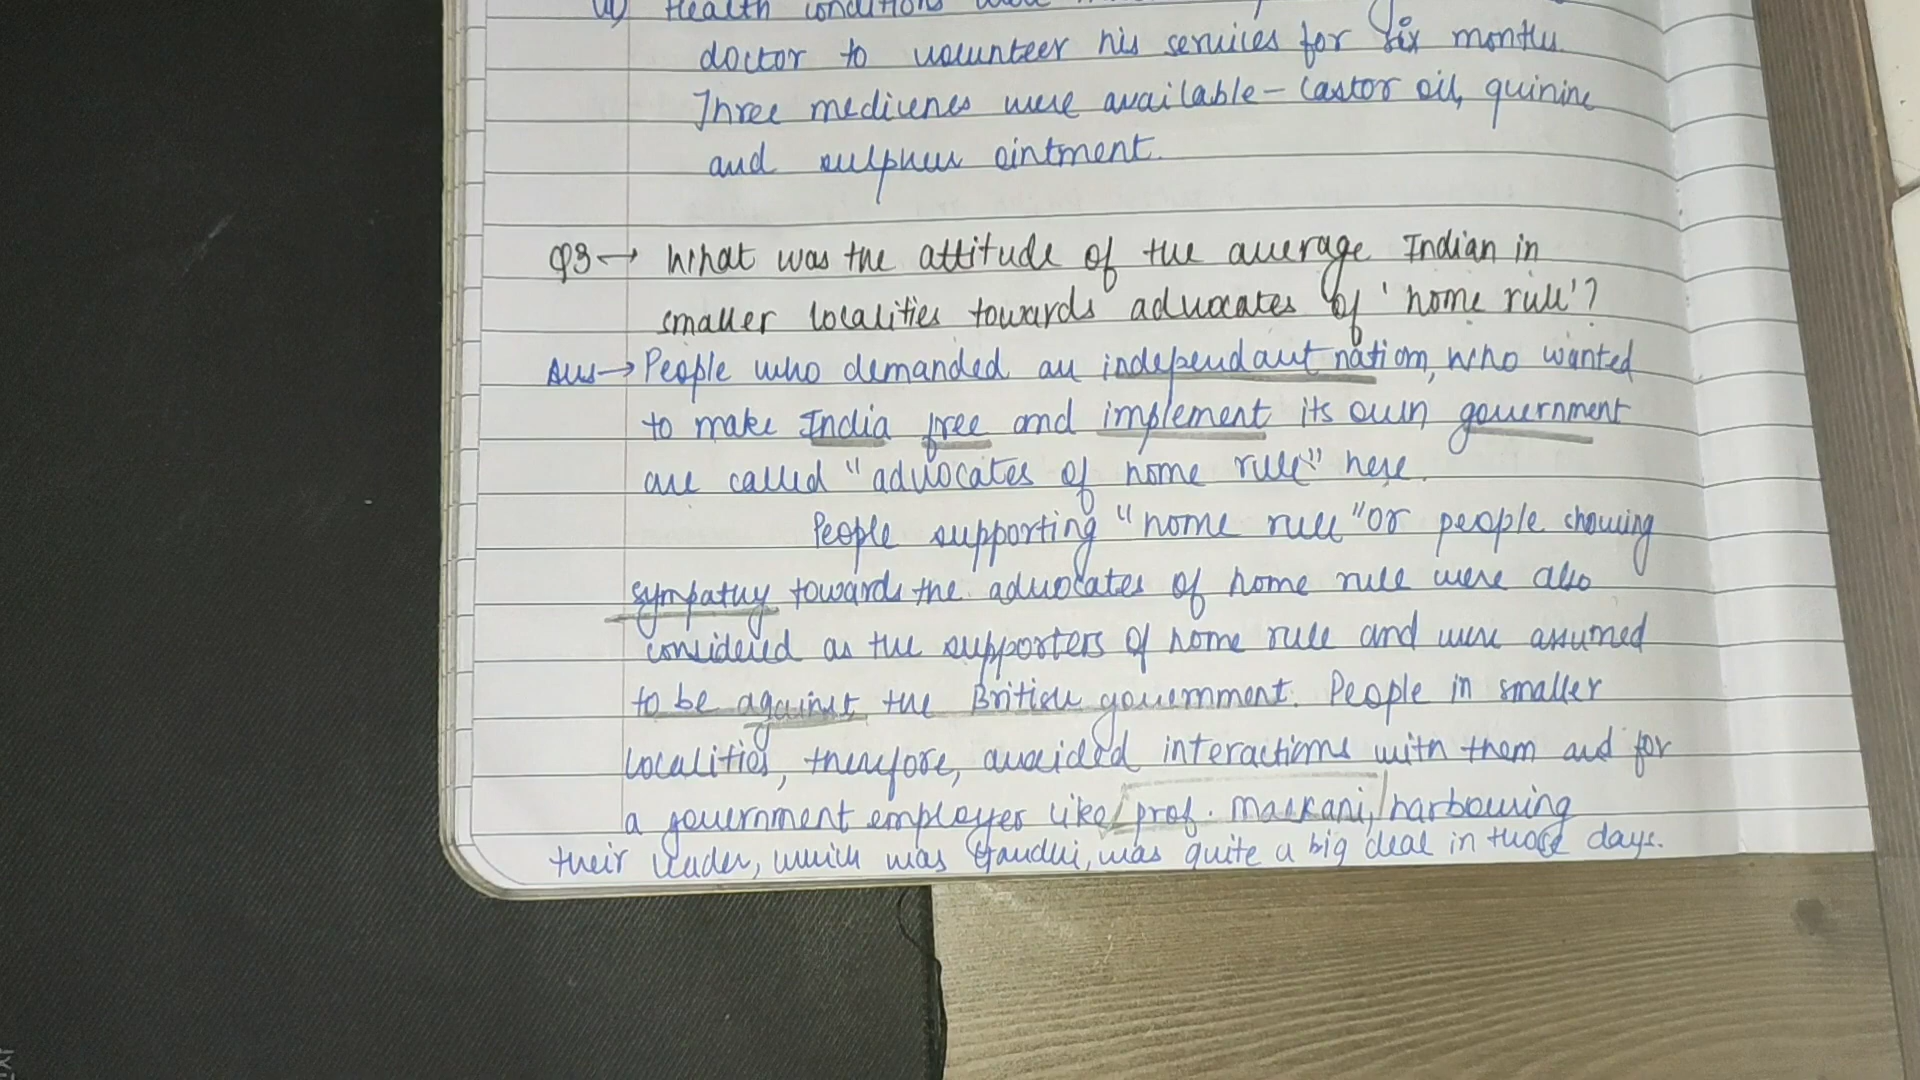 Health conditions
doctor to volunteer his services for six months.
Three medicenes were available - Castor oil, quinine
and sulphur ointment.
Q3 → What was the attitude of the average Indian in
smaller localities towards advocates of 'home rule'?
Ans → People who demanded an independant nation, who wanted
to make India free and implement its own government
are called "advocates of home rule" here.
People supporting "home rule" or people showing
sympathy towards the advocates of home rule were also
considered as the supporters of home rule and were assumed
to be against the British government. People in smaller
localities, therefore, avoided interactions with them and for
a government employee like prof. Malkani, harbouring
their leader, which was Gandhi, was quite a big deal in those days.